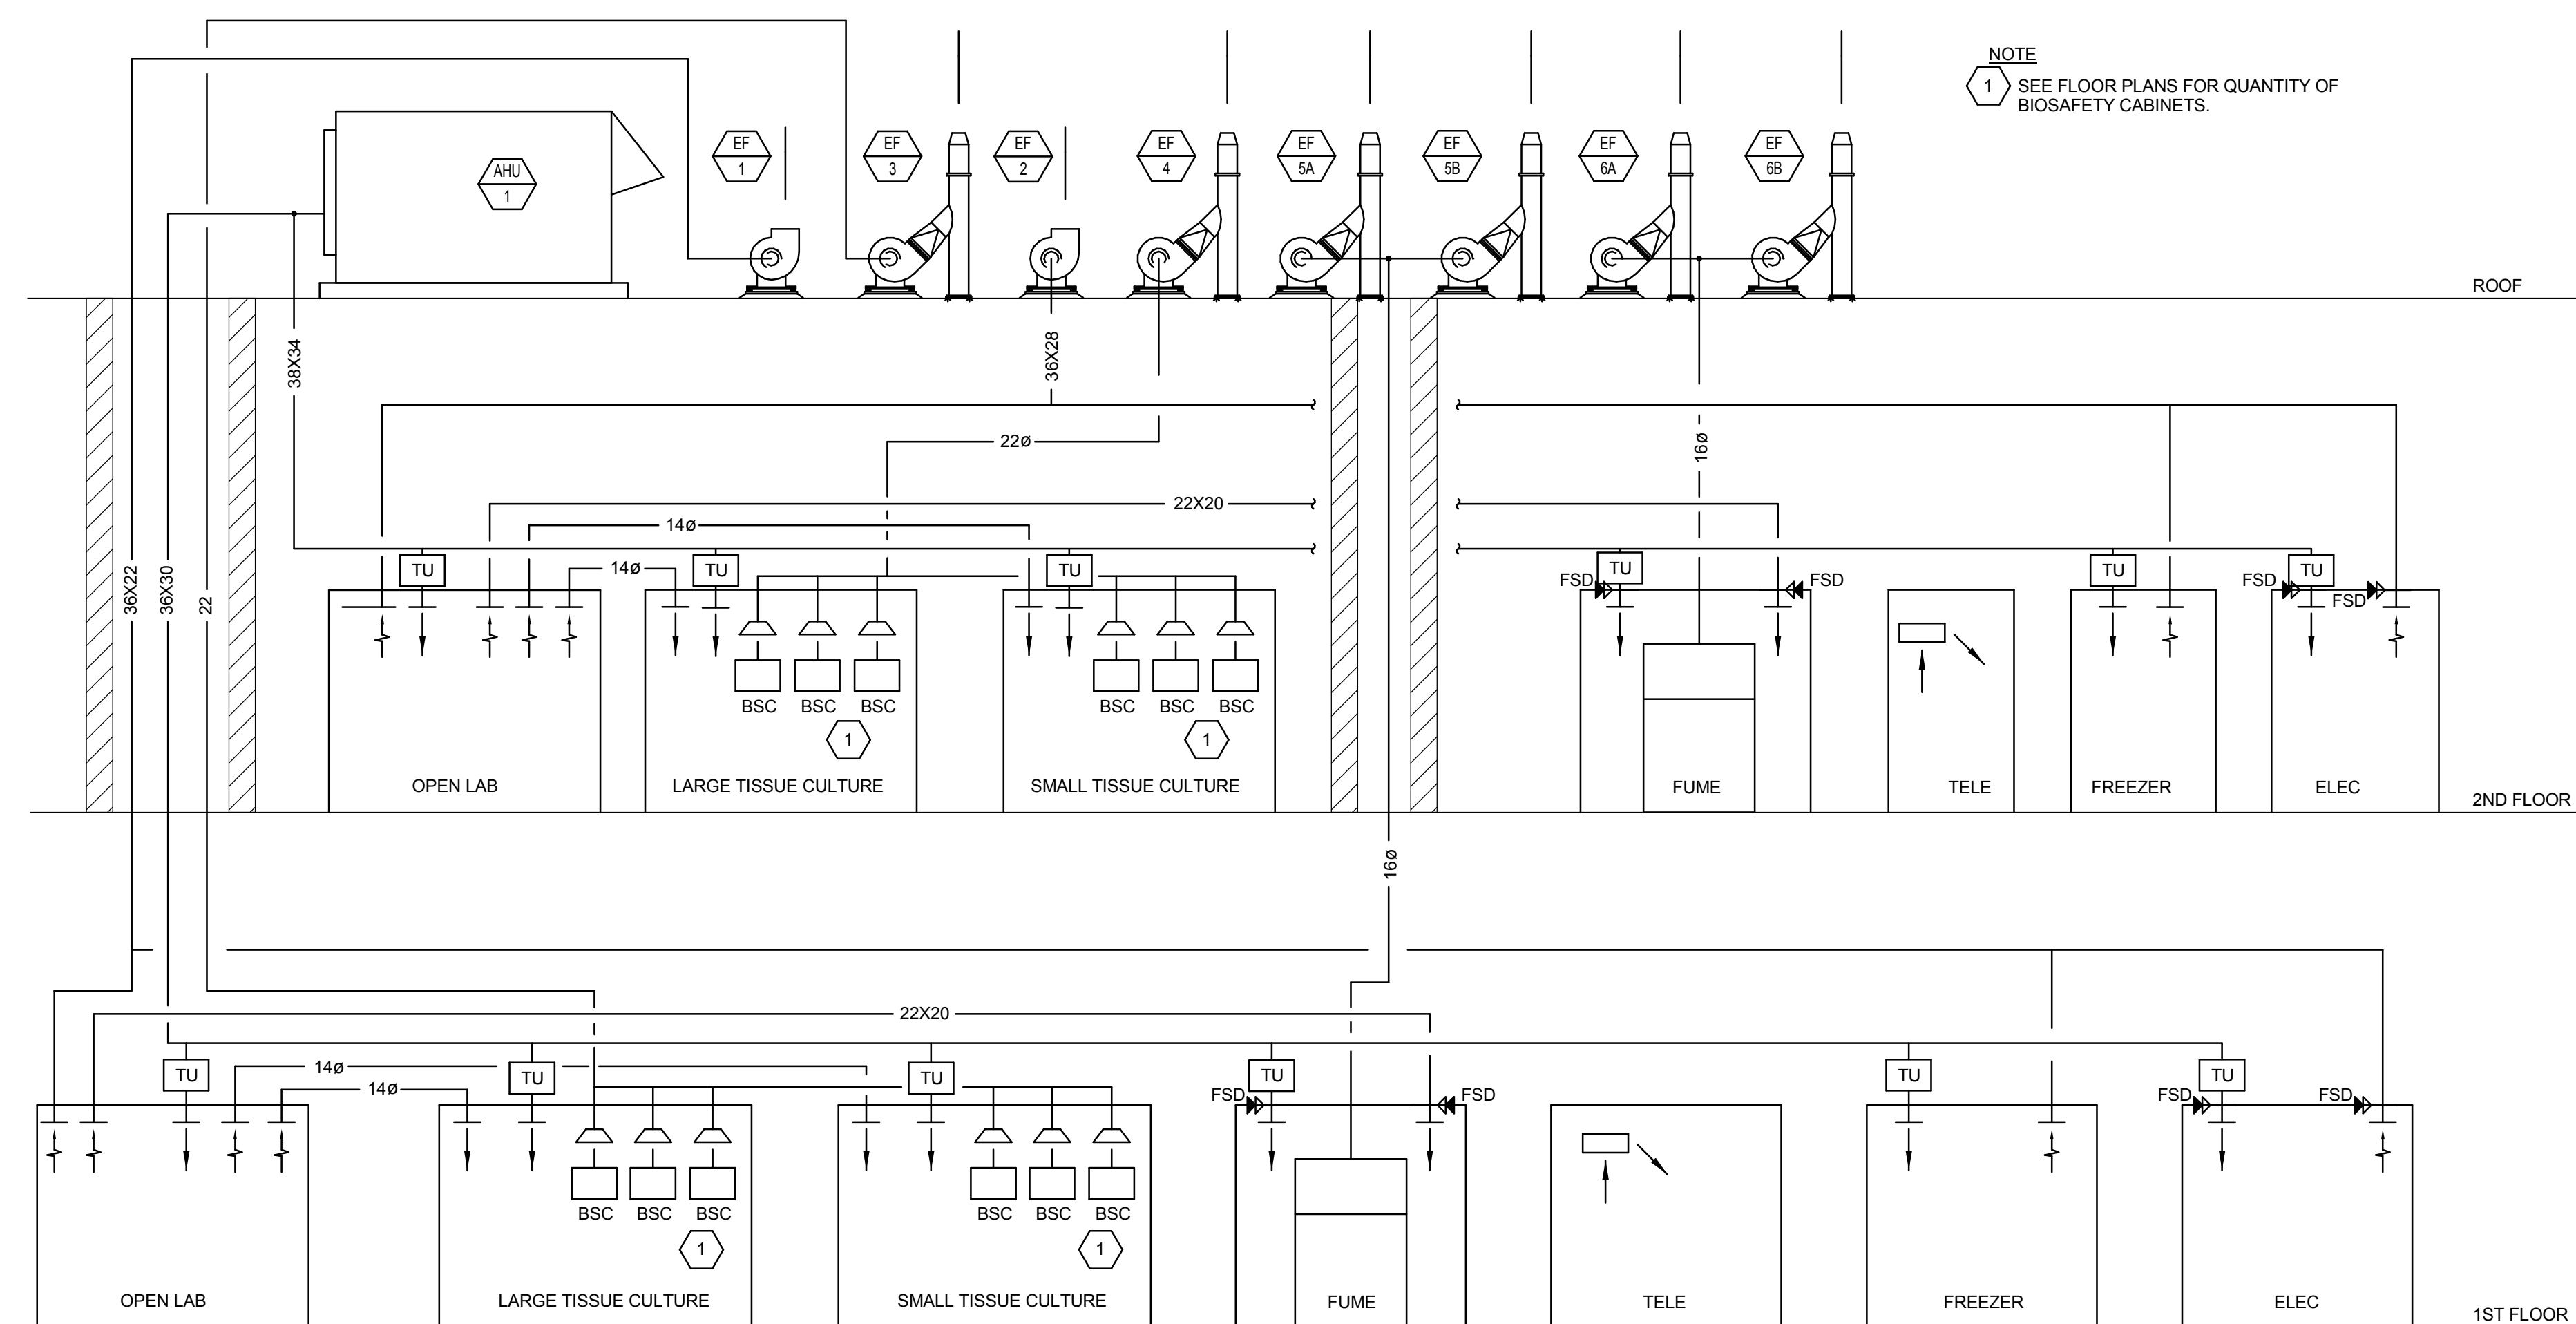 NOTE
1 SEE FLOOR PLANS FOR QUANTITY OF
BIOSAFETY CABINETS.
AHU
1
EF
1
EF
3
EF
2
EF
4
EF
5A
EF
5B
EF
6A
EF
6B
ROOF
38X34
36X28
22ø
16ø
22X20
14ø
14ø
36X22
36X30
22
TU
TU
TU
FSD
TU
FSD
TU
FSD
TU
FSD
BSC
BSC
BSC
BSC
BSC
BSC
1
1
OPEN LAB
LARGE TISSUE CULTURE
SMALL TISSUE CULTURE
FUME
TELE
FREEZER
ELEC
2ND FLOOR
16ø
22X20
14ø
14ø
TU
TU
TU
TU
TU
TU
FSD
FSD
FSD
FSD
BSC
BSC
BSC
BSC
BSC
BSC
1
1
OPEN LAB
LARGE TISSUE CULTURE
SMALL TISSUE CULTURE
FUME
TELE
FREEZER
ELEC
1ST FLOOR